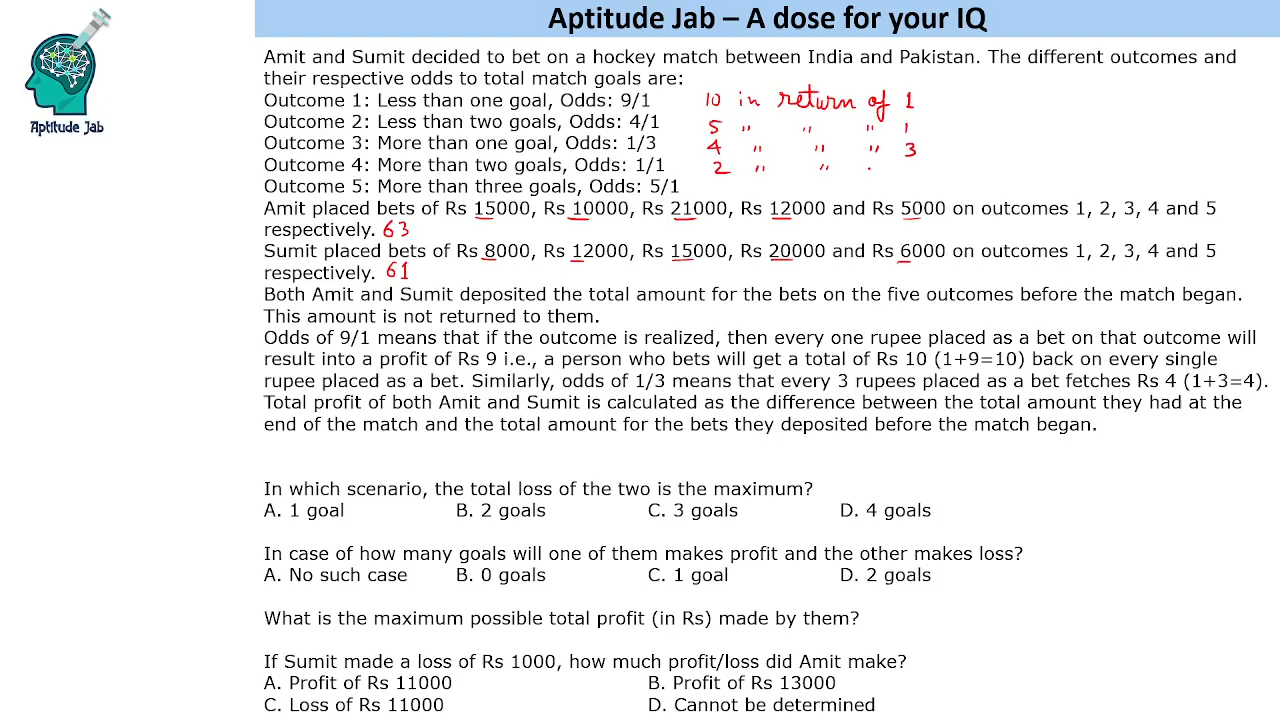 Aptitude Jab – A dose for your IQ
Aptitude Jab
Amit and Sumit decided to bet on a hockey match between India and Pakistan. The different outcomes and
their respective odds to total match goals are:
Outcome 1: Less than one goal, Odds: 9/1 10 in return of 1
Outcome 2: Less than two goals, Odds: 4/1 5 " " " 1
Outcome 3: More than one goal, Odds: 1/3 4 " " " 3
Outcome 4: More than two goals, Odds: 1/1 2 " "
Outcome 5: More than three goals, Odds: 5/1
Amit placed bets of Rs 15000, Rs 10000, Rs 21000, Rs 12000 and Rs 5000 on outcomes 1, 2, 3, 4 and 5
respectively. 63
Sumit placed bets of Rs 8000, Rs 12000, Rs 15000, Rs 20000 and Rs 6000 on outcomes 1, 2, 3, 4 and 5
respectively. 61
Both Amit and Sumit deposited the total amount for the bets on the five outcomes before the match began.
This amount is not returned to them.
Odds of 9/1 means that if the outcome is realized, then every one rupee placed as a bet on that outcome will
result into a profit of Rs 9 i.e., a person who bets will get a total of Rs 10 (1+9=10) back on every single
rupee placed as a bet. Similarly, odds of 1/3 means that every 3 rupees placed as a bet fetches Rs 4 (1+3=4).
Total profit of both Amit and Sumit is calculated as the difference between the total amount they had at the
end of the match and the total amount for the bets they deposited before the match began.
In which scenario, the total loss of the two is the maximum?
A. 1 goal B. 2 goals C. 3 goals D. 4 goals
In case of how many goals will one of them makes profit and the other makes loss?
A. No such case B. 0 goals C. 1 goal D. 2 goals
What is the maximum possible total profit (in Rs) made by them?
If Sumit made a loss of Rs 1000, how much profit/loss did Amit make?
A. Profit of Rs 11000 B. Profit of Rs 13000
C. Loss of Rs 11000 D. Cannot be determined